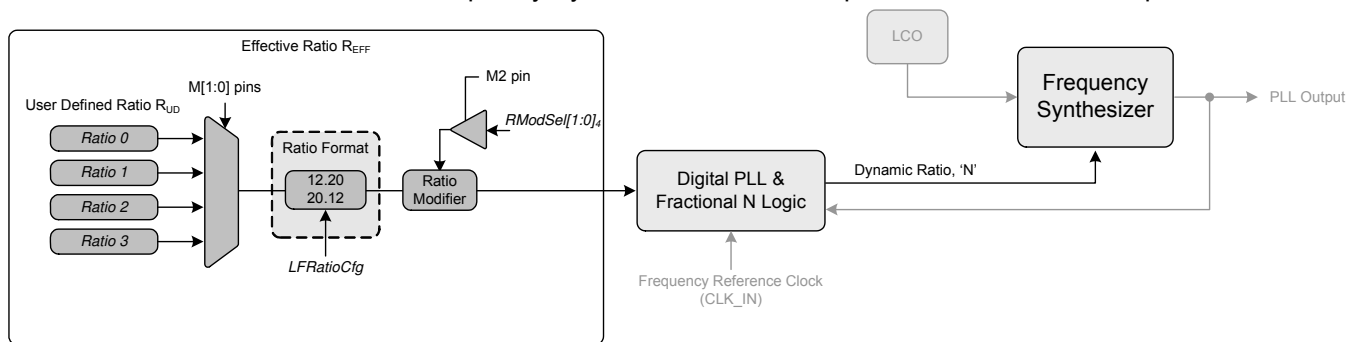 Effective Ratio REFF
M[1:0] pins
User Defined Ratio RUD
Ratio 0
Ratio 1
Ratio 2
Ratio 3
Ratio Format
12.20
20.12
LFRatioCfg
M2 pin
RModSel[1:0]4
Ratio
Modifier
Digital PLL &
Fractional N Logic
Frequency Reference Clock
(CLK_IN)
Dynamic Ratio, ‘N’
LCO
Frequency
Synthesizer
PLL Output